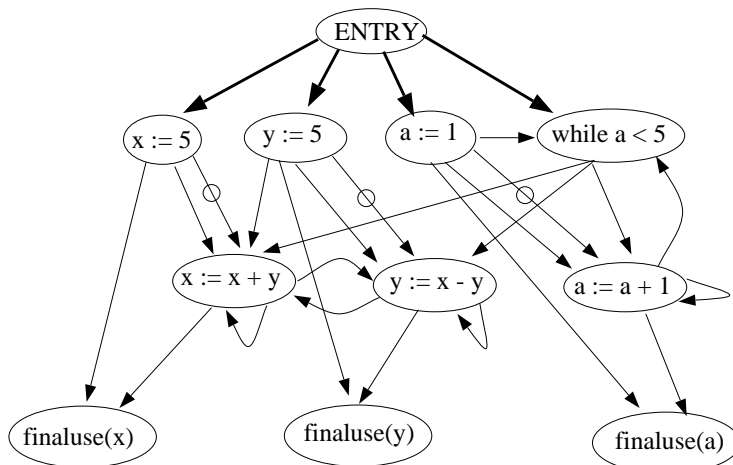 ENTRY
x := 5
y := 5
a := 1
while a < 5
x := x + y
y := x - y
a := a + 1
finaluse(x)
finaluse(y)
finaluse(a)